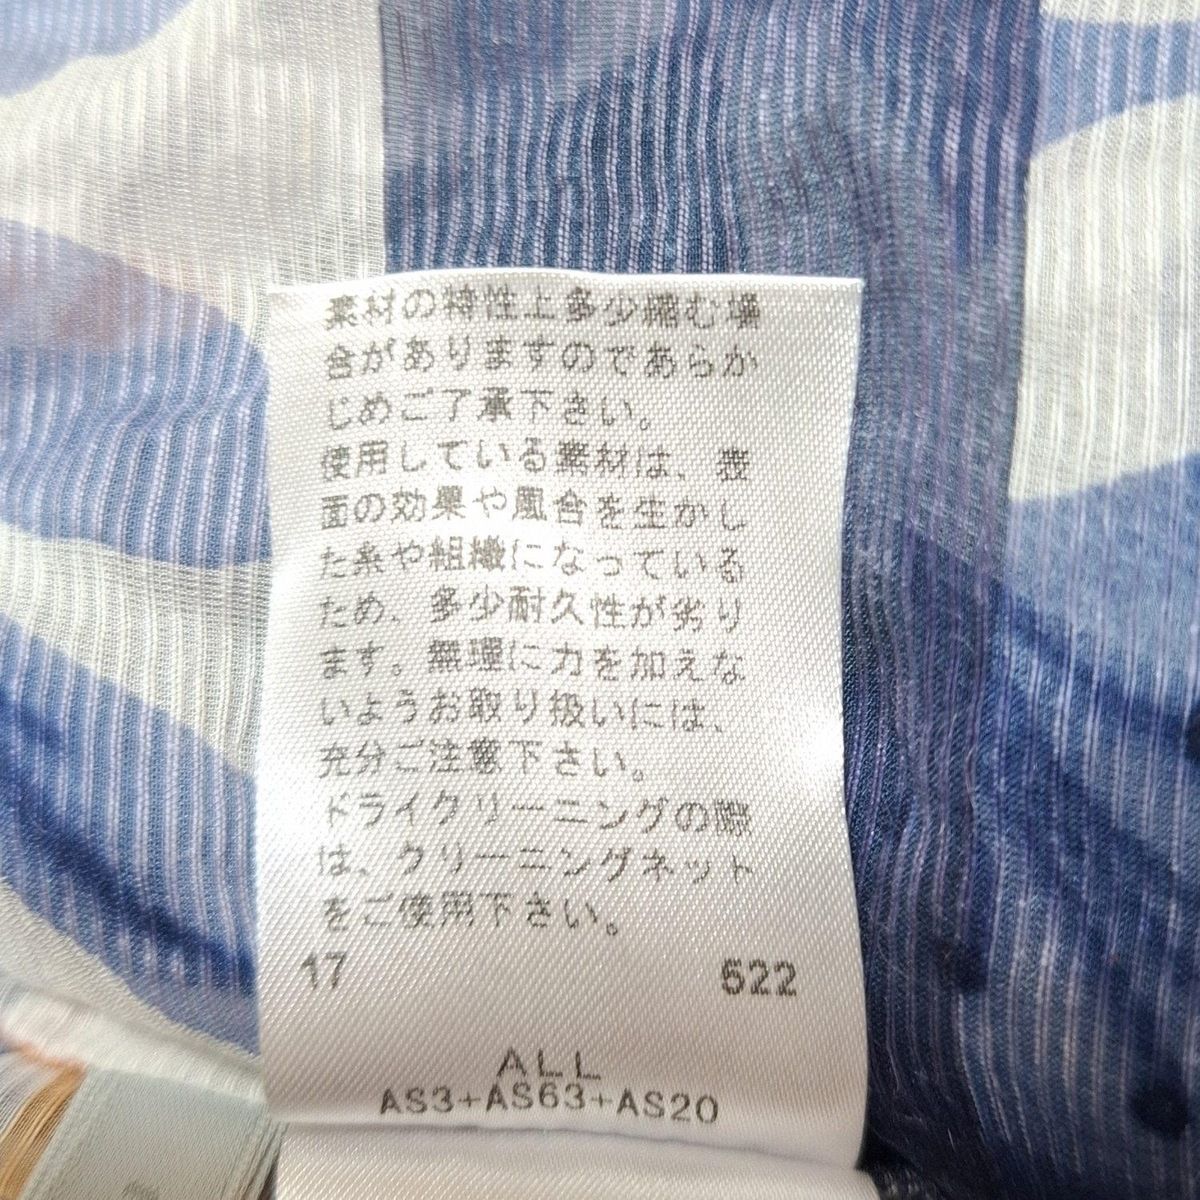 素材の特性上多少縮む場
合がありますのであらか
じめご了承下さい。
使用している素材は、表
面の効果や風合を生かし
た糸や組織になっている
ため、多少耐久性が劣り
ます。無理に力を加えな
いようお取り扱いには、
充分ご注意下さい。
ドライクリーニングの際
は、クリーニングネット
をご使用下さい。
17 522
ALL
AS3+AS63+AS20